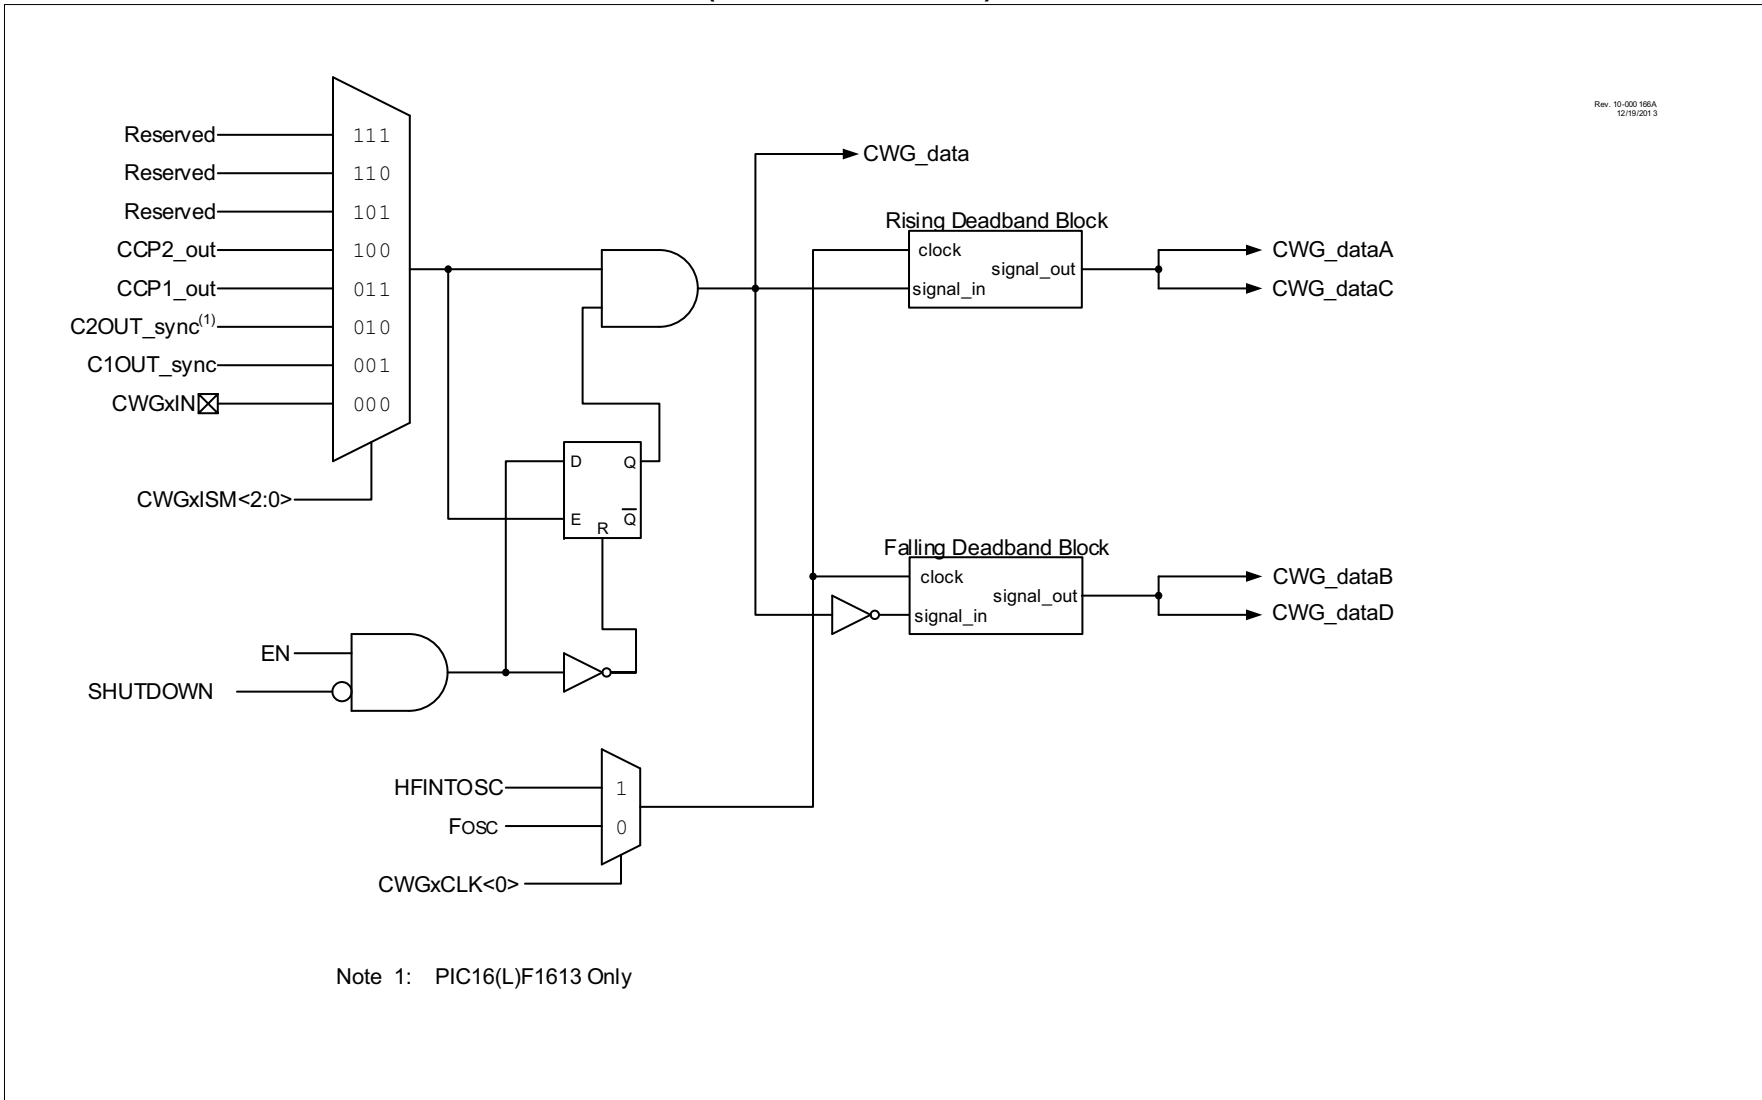 Rev. 10-000 166A
12/19/201 3
Reserved
111
Reserved
110
CWG_data
Reserved
101
Rising Deadband Block
CCP2_out
100
clock
CWG_dataA
signal_out
CCP1_out
011
signal_in
CWG_dataC
C2OUT_sync(1)
010
C1OUT_sync
001
CWGxIN
000
D
Q
CWGxISM<2:0>
E
R
Q
Falling Deadband Block
clock
CWG_dataB
signal_out
signal_in
CWG_dataD
EN
SHUTDOWN
HFINTOSC
1
FOSC
0
CWGxCLK<0>
Note 1: PIC16(L)F1613 Only